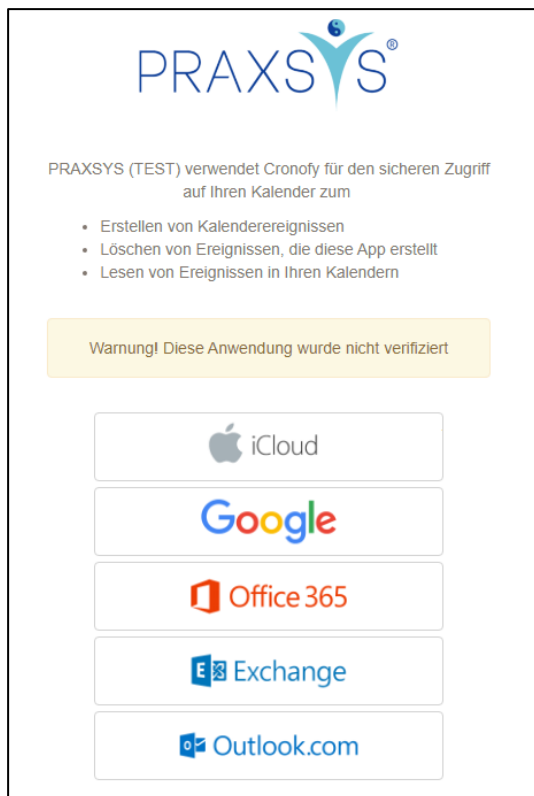 PRAXSYS®
PRAXSYS (TEST) verwendet Cronofy für den sicheren Zugriff
auf Ihren Kalender zum
• Erstellen von Kalenderereignissen
• Löschen von Ereignissen, die diese App erstellt
• Lesen von Ereignissen in Ihren Kalendern
Warnung! Diese Anwendung wurde nicht verifiziert
iCloud
Google
Office 365
Exchange
Outlook.com